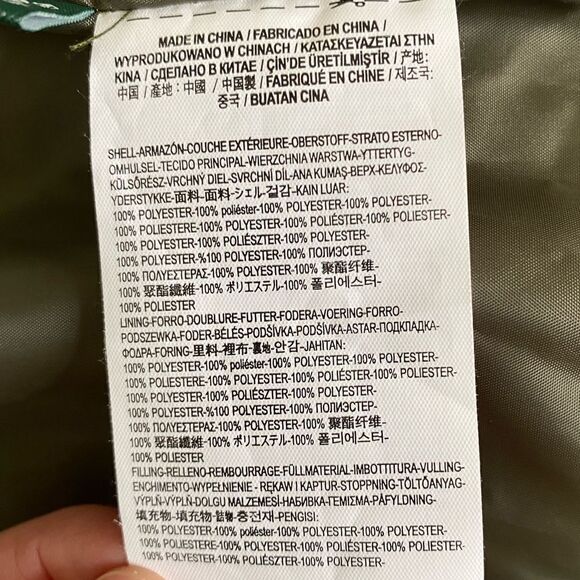 MADE IN CHINA / FABRICADO EN CHINA /
WYPRODUKOWANO W CHINACH / ΚΑΤΑΣΚΕΥΑΖΕΤΑΙ ΣΤΗΝ
ΚΙΝΑ / СДЕЛАНО В КИТАЕ / ÇİN'DE ÜRETİLMİŞTİR / 产地:
中国 / 產地: 中國 / 中国製 / FABRIQUÉ EN CHINE / 제조국:
중국 / BUATAN CINA
SHELL-ARMAZÓN-COUCHE EXTÉRIEURE-OBERSTOFF-STRATO ESTERNO-
OMHULSEL-TECIDO PRINCIPAL-WIERZCHNIA WARSTWA-YTTERTYG-
KÜLSŐRÉSZ-VRCHNÝ DIEL-SVRCHNÍ DÍL-ANA KUMAŞ-ВЕРХ-ΚΕΛΥΦΟΣ-
YDERSTYKKE-面料-面料-シェル-겉감-KAIN LUAR:
100% POLYESTER-100% poliéster-100% POLYESTER-100% POLYESTER-
100% POLIESTERE-100% POLYESTER-100% POLIÉSTER-100% POLIESTER-
100% POLYESTER-100% POLIÉSZTER-100% POLYESTER-100%
POLYESTER-%100 POLYESTER-100% ПОЛИЭСТЕР-
100% ΠΟΛΥΕΣΤΕΡΑΣ-100% POLYESTER-100% 聚酯纤维-
100% 聚酯纖維-100% ポリエステル-100% 폴리에스터-
100% POLIESTER
LINING-FORRO-DOUBLURE-FUTTER-FODERA-VOERING-FORRO-
PODSZEWKA-FODER-BÉLÉS-PODŠÍVKA-PODŠÍVKA-ASTAR-ПОДКЛАДКА-
ΦΟΔΡΑ-FORING-里料-裡布-裏地-안감-JAHITAN:
100% POLYESTER-100% poliéster-100% POLYESTER-100% POLYESTER-
100% POLIESTERE-100% POLYESTER-100% POLIÉSTER-100% POLIESTER-
100% POLYESTER-100% POLIÉSZTER-100% POLYESTER-100%
POLYESTER-%100 POLYESTER-100% ПОЛИЭСТЕР-
100% ΠΟΛΥΕΣΤΕΡΑΣ-100% POLYESTER-100% 聚酯纤维-
100% 聚酯纖維-100% ポリエステル-100% 폴리에스터-
100% POLIESTER
FILLING-RELLENO-REMBOURRAGE-FÜLLMATERIAL-IMBOTTITURA-VULLING-
ENCHIMENTO-WYPEŁNIENIE - RĘKAW I KAPTUR-STOPPNING-TÖLTŐANYAG-
VÝPLŇ-VÝPLŇ-DOLGU MALZEMESİ-НАБИВКА-ΓΕΜΙΣΜΑ-PÅFYLDNING-
填充物-填充物-詰物-충전재-PENGISI:
100% POLYESTER-100% poliéster-100% POLYESTER-100% POLYESTER-
100% POLIESTERE-100% POLYESTER-100% POLIÉSTER-100% POLIESTER-
100% POLYESTER-100% POLIÉSZTER-100% POLYESTER-100%